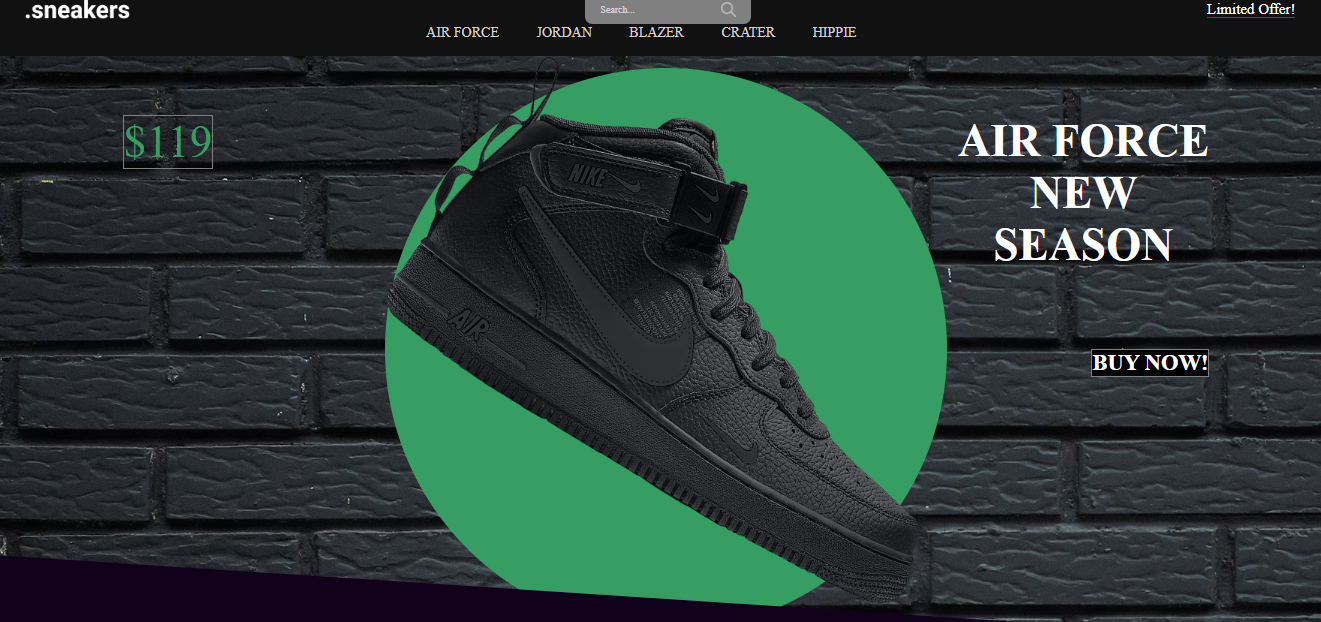 .sneakers
Search...
Limited Offer!
AIR FORCE JORDAN BLAZER CRATER HIPPIE
$119
AIR FORCE
NEW
SEASON
BUY NOW!
NIKE
AIR